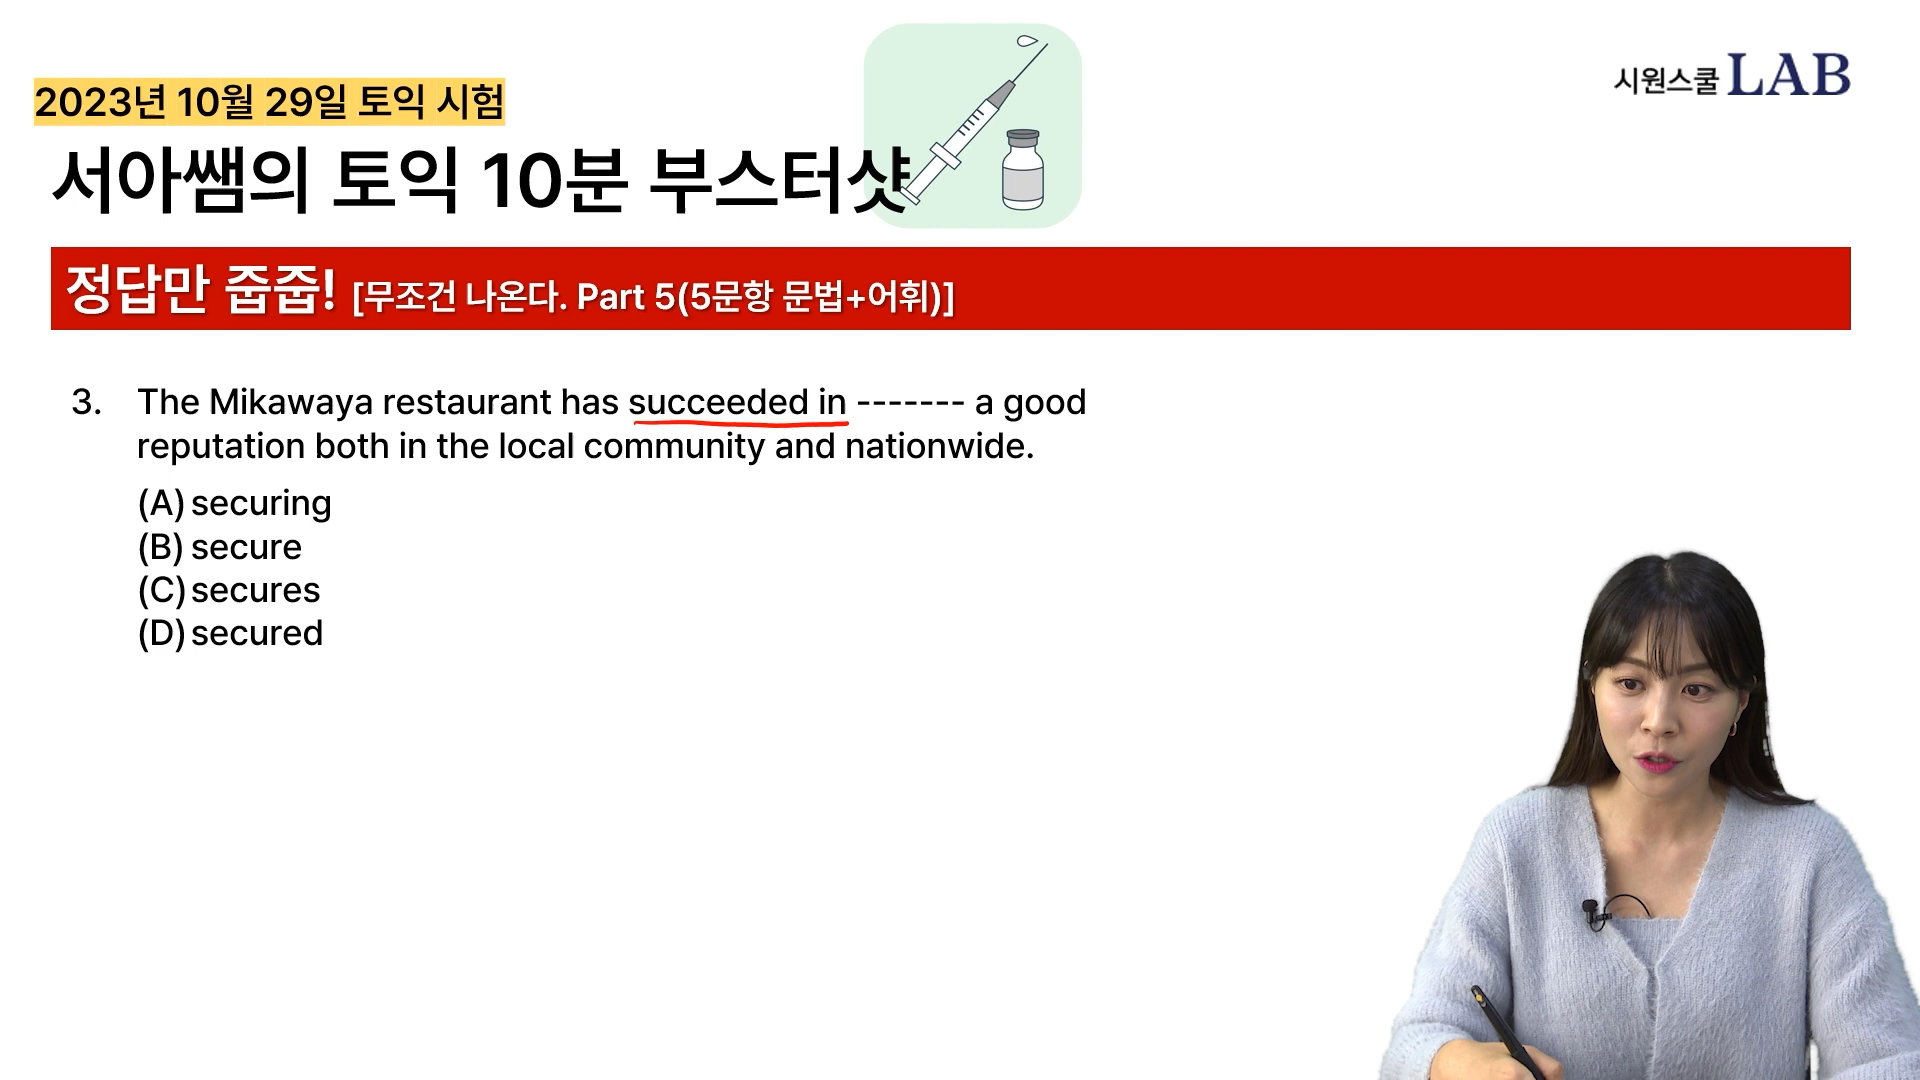 2023년 10월 29일 토익 시험
시원스쿨 LAB
서아쌤의 토익 10분 부스터샷
정답만 줍줍! [무조건 나온다. Part 5(5문항 문법+어휘)]
3. The Mikawaya restaurant has succeeded in ------- a good
reputation both in the local community and nationwide.
(A) securing
(B) secure
(C) secures
(D) secured